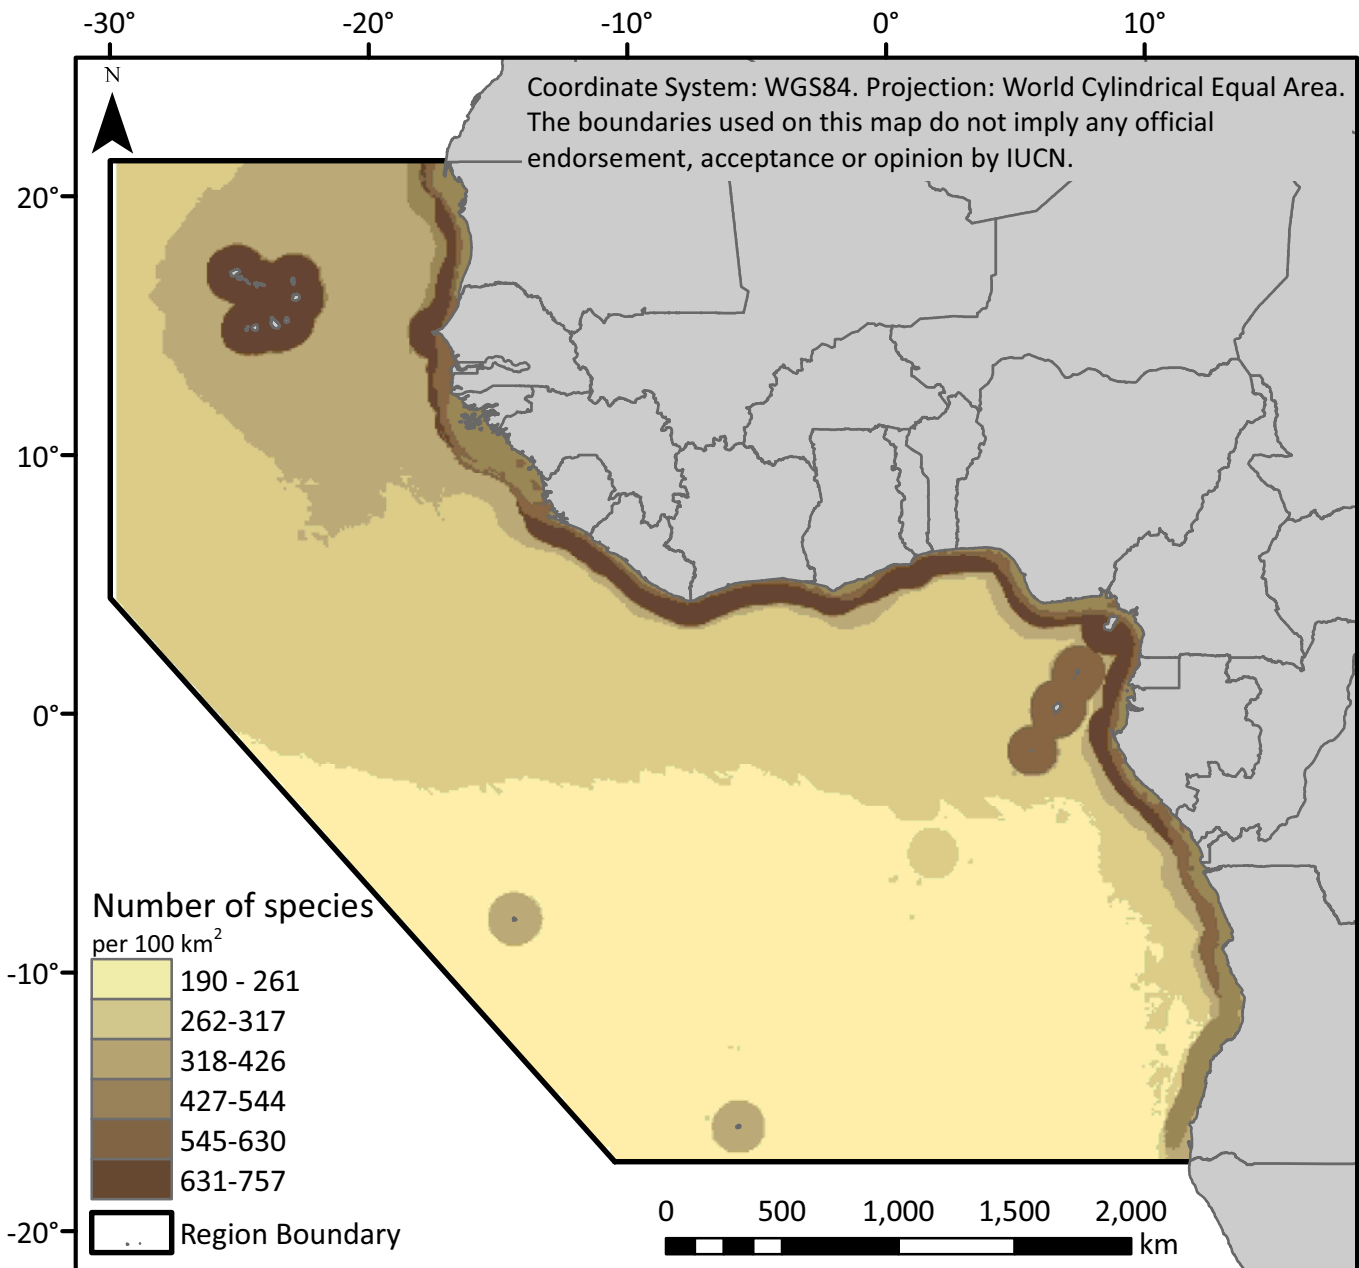 -30° -20° -10° 0° 10°
N
Coordinate System: WGS84. Projection: World Cylindrical Equal Area.
The boundaries used on this map do not imply any official
endorsement, acceptance or opinion by IUCN.
20°
10°
0°
-10°
-20°
Number of species
per 100 km²
190 - 261
262-317
318-426
427-544
545-630
631-757
Region Boundary
0 500 1,000 1,500 2,000
km